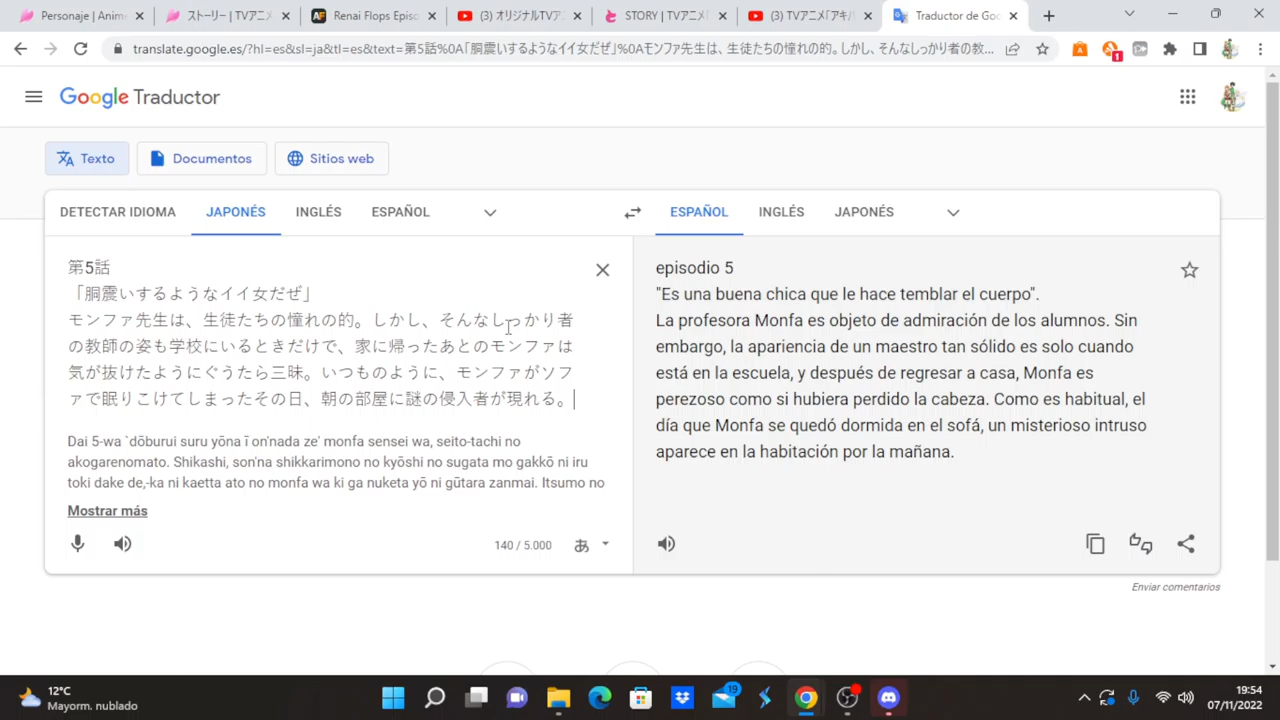 Personaje | Anim
ストーリー | TVアニメ
Renai Flops Episo
(3) オリジナルTVアニ
STORY | TVアニメ「
(3) TVアニメ「アキバ
Traductor de Goo
translate.google.es/?hl=es&sl=ja&tl=es&text=第5話%0A「胴震いするようなイイ女だぜ」%0Aモンファ先生は、生徒たちの憧れの的。しかし、そんなしっかり者の教...
1
Google Traductor
Texto
Documentos
Sitios web
DETECTAR IDIOMA
JAPONÉS
INGLÉS
ESPAÑOL
ESPAÑOL
INGLÉS
JAPONÉS
第5話
「胴震いするようなイイ女だぜ」
モンファ先生は、生徒たちの憧れの的。しかし、そんなしっかり者
の教師の姿も学校にいるときだけで、家に帰ったあとのモンファは
気が抜けたようにぐうたら三昧。いつものように、モンファがソフ
ァで眠りこけてしまったその日、朝の部屋に謎の侵入者が現れる。
Dai 5-wa `dōburui suru yōna ī on'nada ze' monfa sensei wa, seito-tachi no
akogarenomato. Shikashi, son'na shikkarimono no kyōshi no sugata mo gakkō ni iru
toki dake de,-ka ni kaetta ato no monfa wa ki ga nuketa yō ni gūtara zanmai. Itsumo no
Mostrar más
140 / 5.000
あ
episodio 5
"Es una buena chica que le hace temblar el cuerpo".
La profesora Monfa es objeto de admiración de los alumnos. Sin
embargo, la apariencia de un maestro tan sólido es solo cuando
está en la escuela, y después de regresar a casa, Monfa es
perezoso como si hubiera perdido la cabeza. Como es habitual, el
día que Monfa se quedó dormida en el sofá, un misterioso intruso
aparece en la habitación por la mañana.
Enviar comentarios
12°C
Mayorm. nublado
19
19:54
07/11/2022